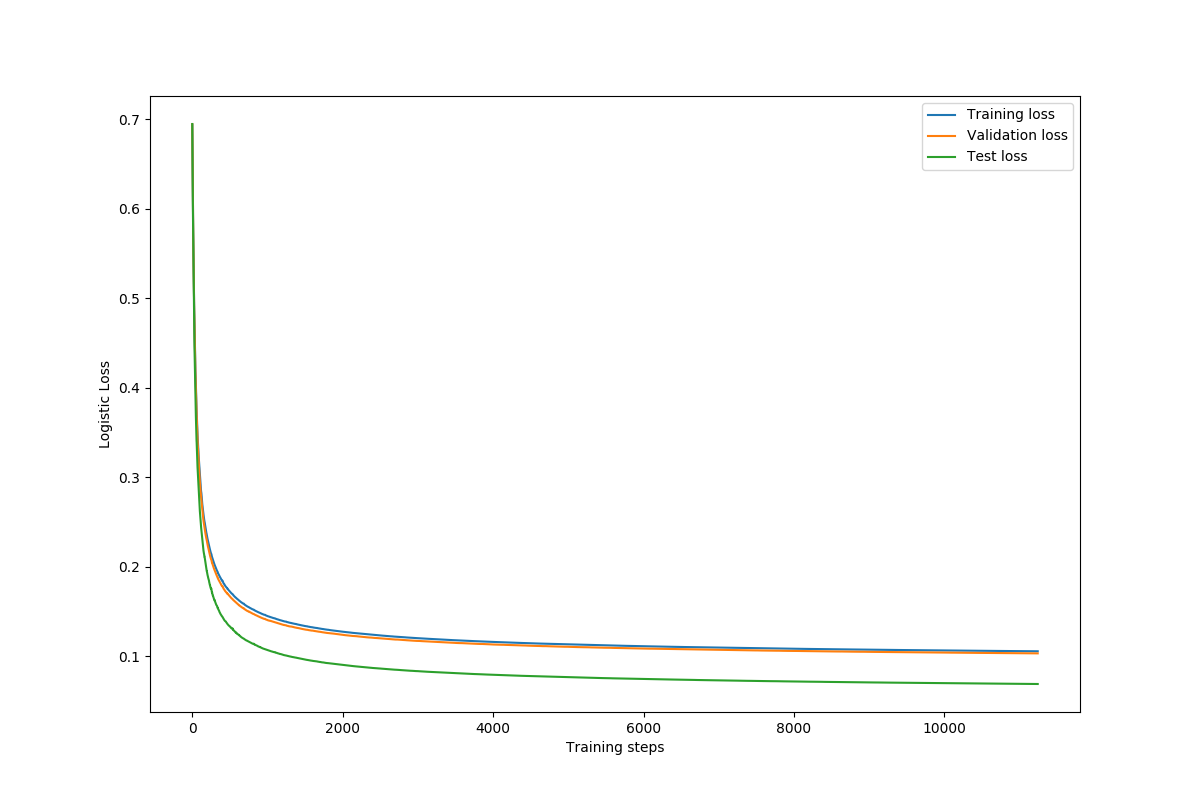 Training loss
Validation loss
Test loss
0.7
0.6
0.5
0.4
0.3
0.2
0.1
Logistic Loss
0 2000 4000 6000 8000 10000
Training steps